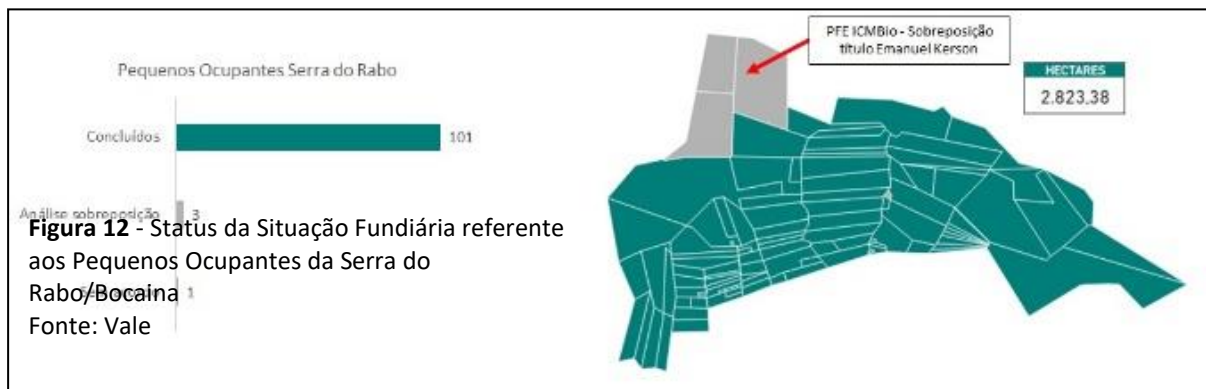 PFE ICMBio - Sobreposição
título Emanuel Kerson
HECTARES
2.823,38
Pequenos Ocupantes Serra do Rabo
Concluídos
101
Análise sobreposição
3
1
Figura 12 - Status da Situação Fundiária referente
aos Pequenos Ocupantes da Serra do
Rabo/Bocaina
Fonte: Vale